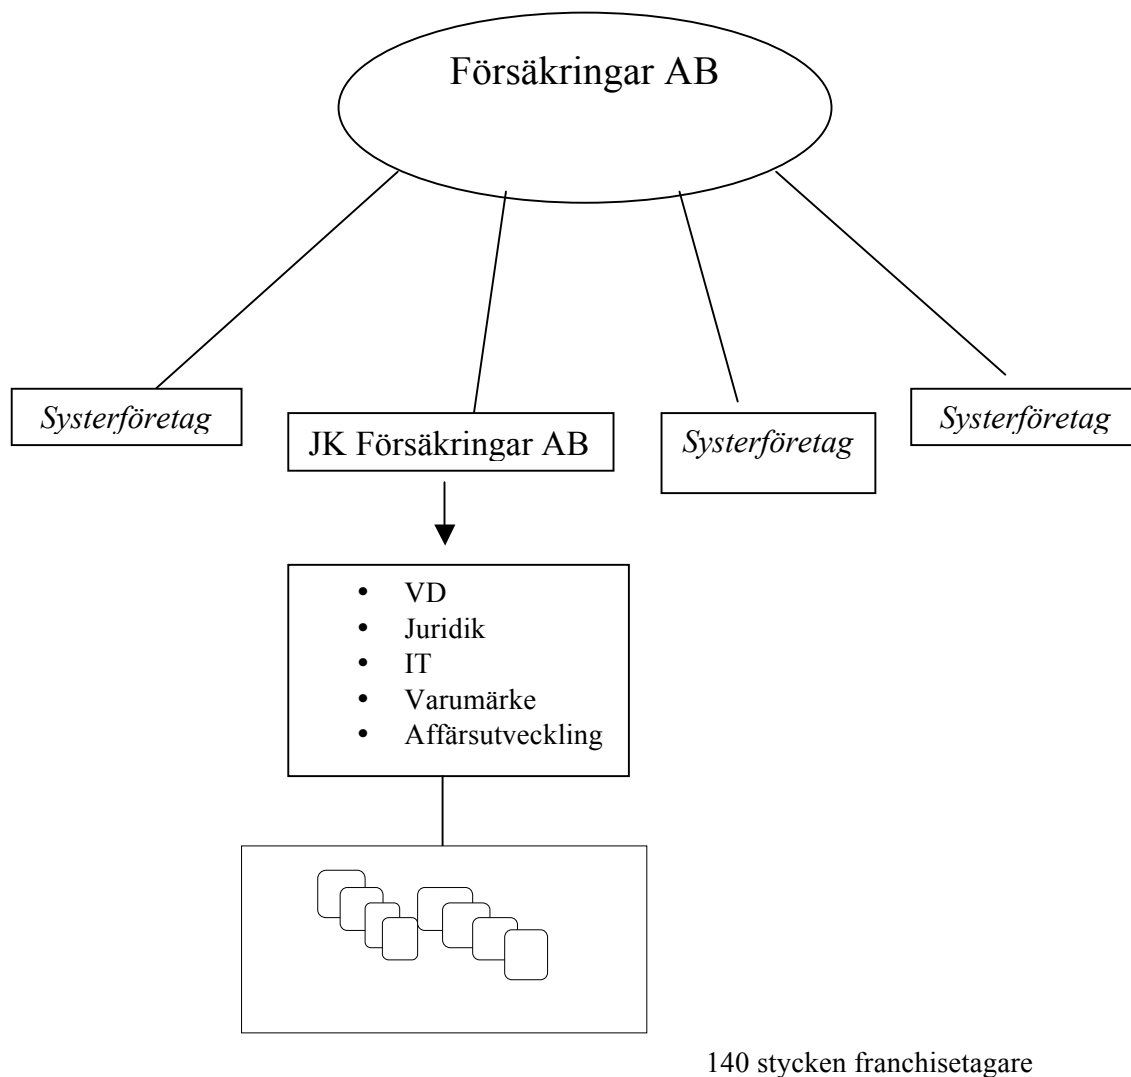 Försäkringar AB
Systerföretag
JK Försäkringar AB
Systerföretag
Systerföretag
• VD
• Juridik
• IT
• Varumärke
• Affärsutveckling
140 stycken franchisetagare